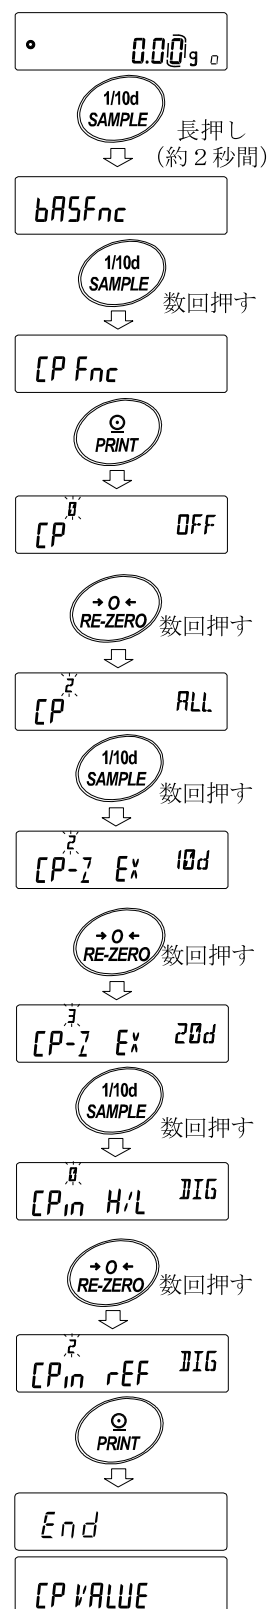 0.00g
1/10d
SAMPLE
長押し
（約２秒間）
bASFnc
1/10d
SAMPLE
数回押す
CP Fnc
PRINT
0
CP OFF
→0←
RE-ZERO
数回押す
2
CP ALL
1/10d
SAMPLE
数回押す
2
CP-Z Ex 10d
→0←
RE-ZERO
数回押す
3
CP-Z Ex 20d
1/10d
SAMPLE
数回押す
0
CPin H/L DIG
→0←
RE-ZERO
数回押す
2
CPin rEF DIG
PRINT
End
CP VALUE